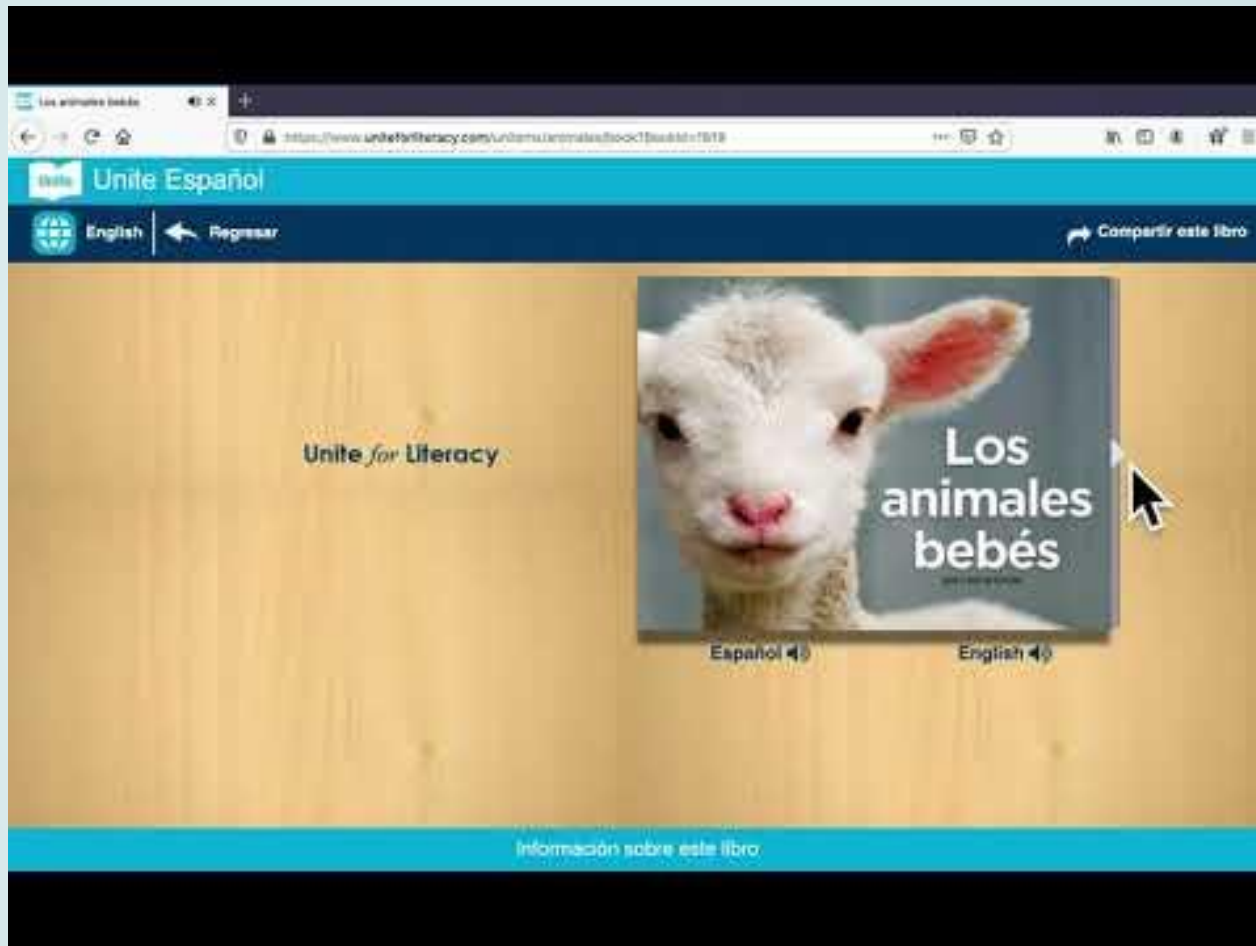 Los animales bebés
Unite Español
English
Regresar
Compartir este libro
Unite for Literacy
Los
animales
bebés
Español
English
Información sobre este libro